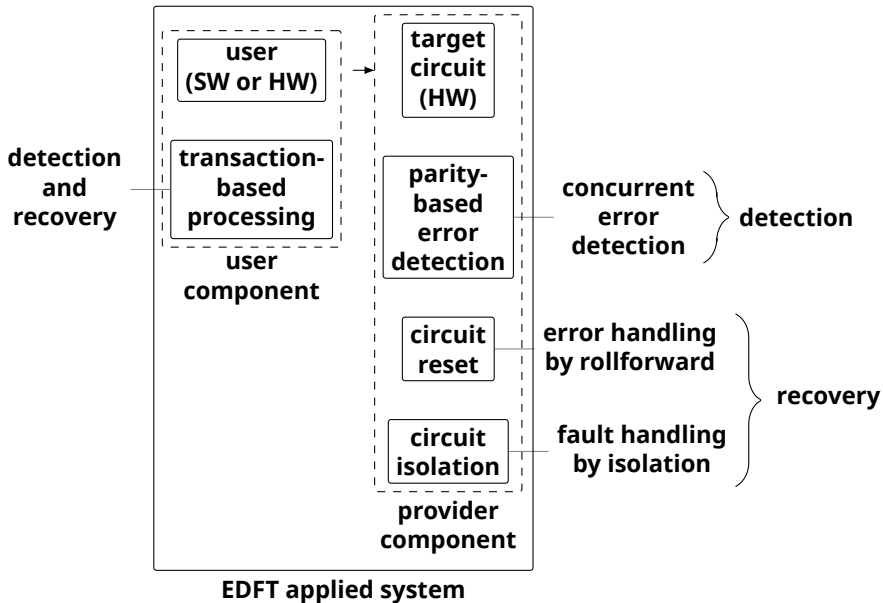 user
(SW or HW)
target
circuit
(HW)
detection
and
recovery
transaction-
based
processing
user
component
parity-
based
error
detection
concurrent
error
detection
detection
circuit
reset
error handling
by rollforward
recovery
circuit
isolation
fault handling
by isolation
provider
component
EDFT applied system